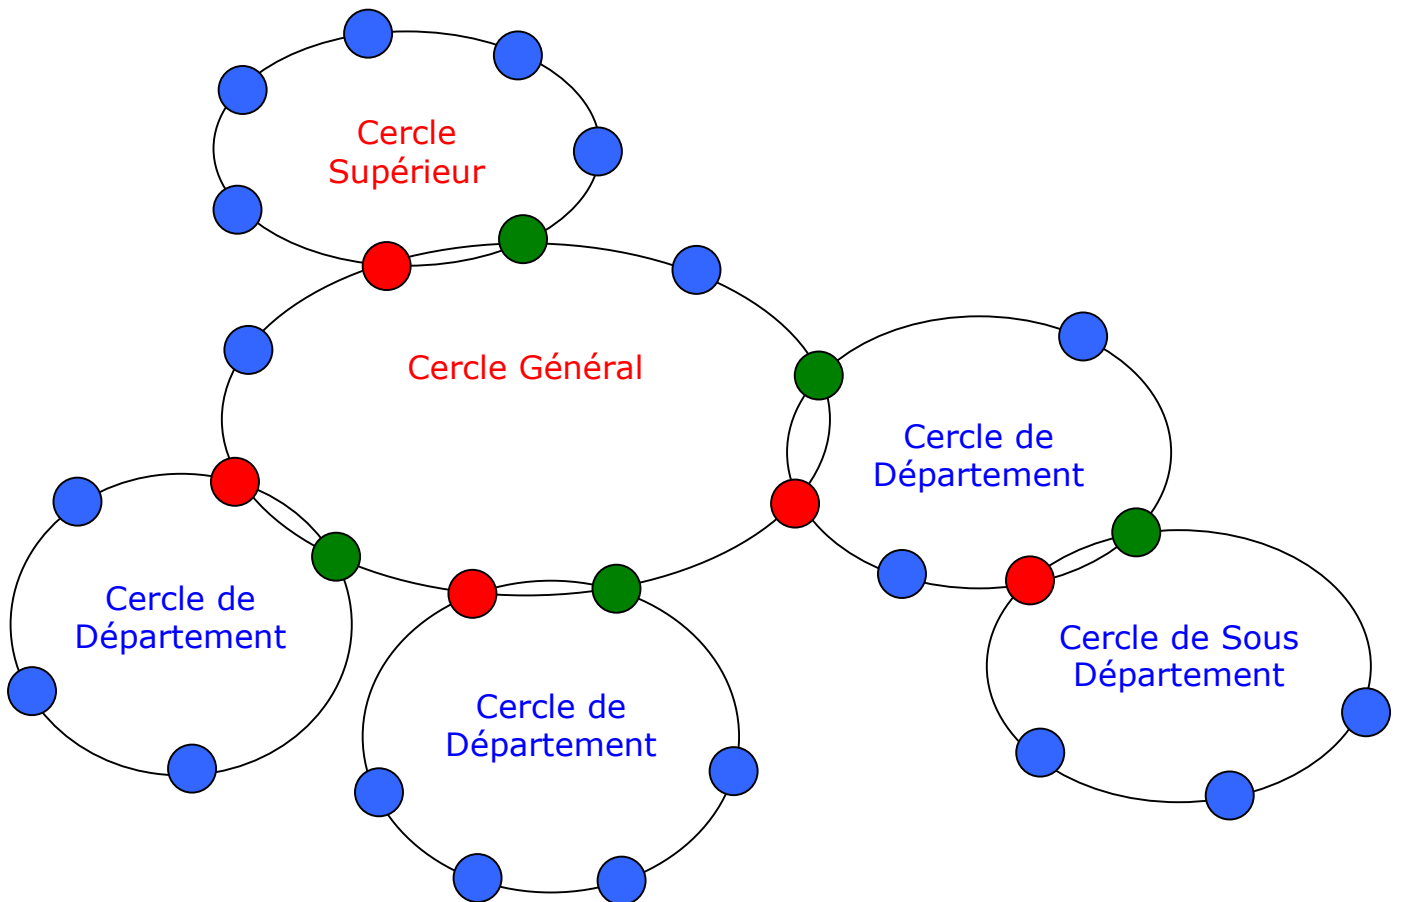 Cercle
Supérieur
Cercle Général
Cercle de
Département
Cercle de
Département
Cercle de
Département
Cercle de Sous
Département